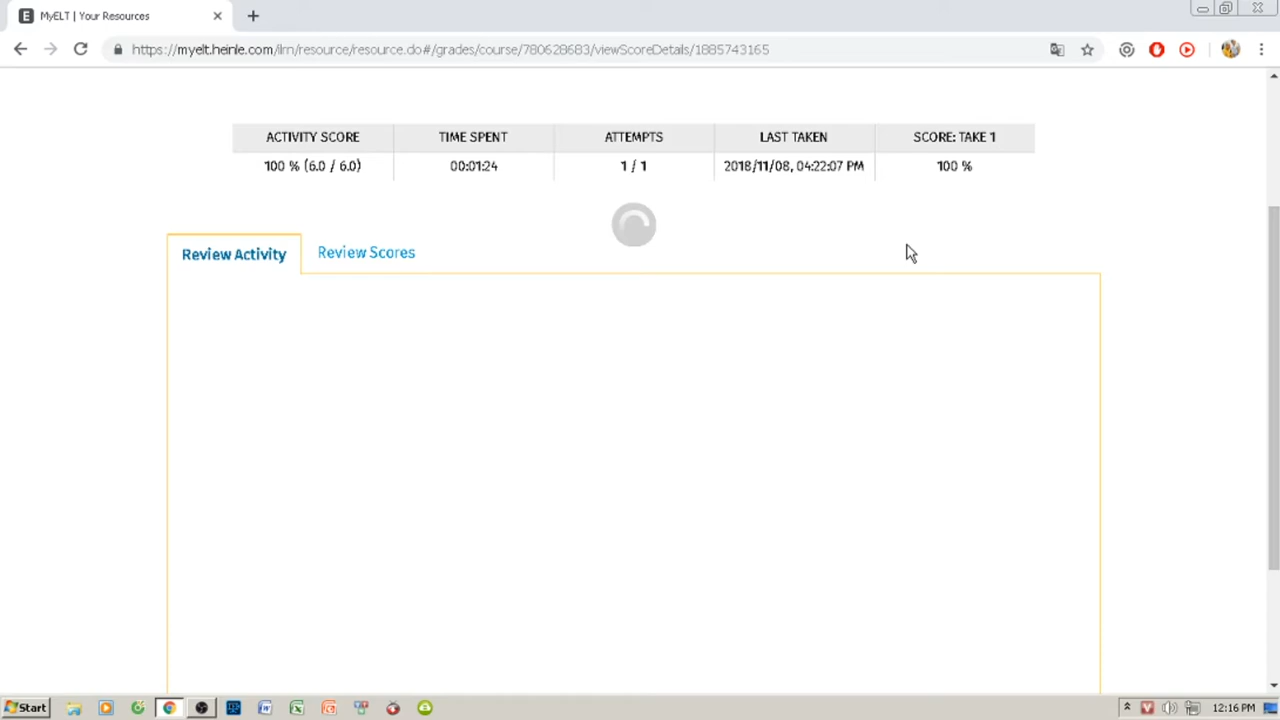 MyELT | Your Resources
https://myelt.heinle.com/ilrn/resource/resource.do#/grades/course/780628683/viewScoreDetails/1885743165
ACTIVITY SCORE TIME SPENT ATTEMPTS LAST TAKEN SCORE: TAKE 1
100 % (6.0 / 6.0) 00:01:24 1 / 1 2018/11/08, 04:22:07 PM 100 %
Review Activity Review Scores
Start 12:16 PM